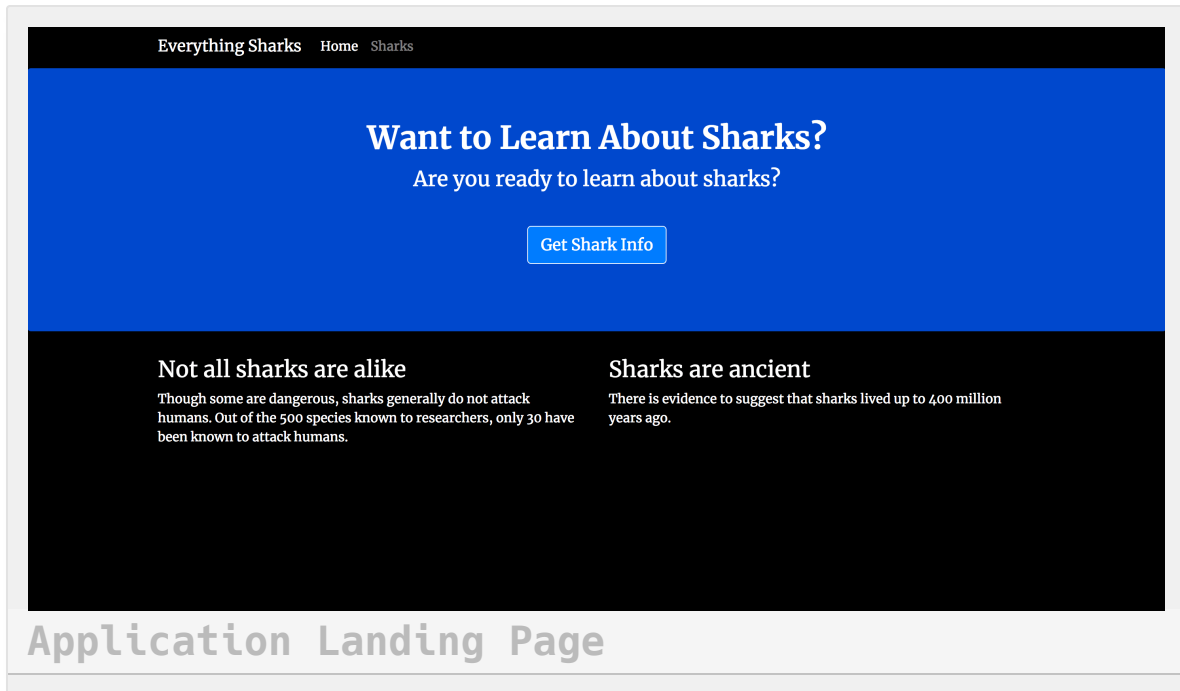 Everything Sharks Home Sharks
Want to Learn About Sharks?
Are you ready to learn about sharks?
Get Shark Info
Not all sharks are alike
Though some are dangerous, sharks generally do not attack
humans. Out of the 500 species known to researchers, only 30 have
been known to attack humans.
Sharks are ancient
There is evidence to suggest that sharks lived up to 400 million
years ago.
Application Landing Page